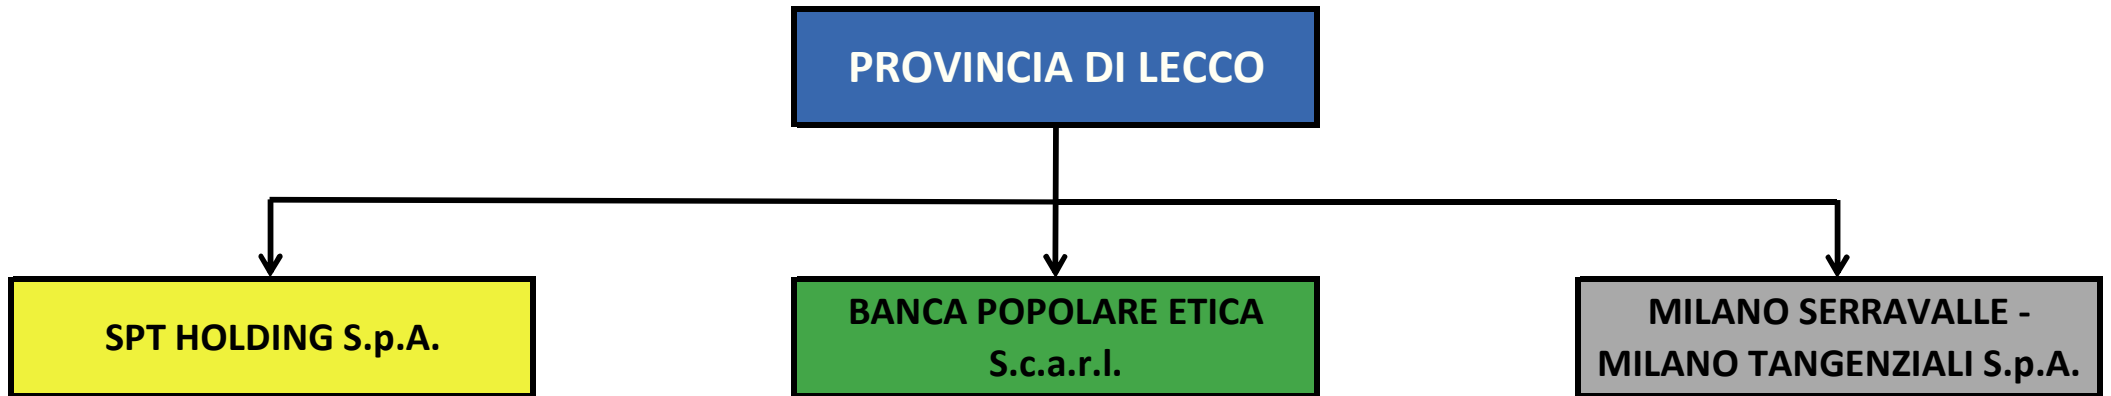 PROVINCIA DI LECCO
SPT HOLDING S.p.A.
BANCA POPOLARE ETICA
S.c.a.r.l.
MILANO SERRAVALLE -
MILANO TANGENZIALI S.p.A.